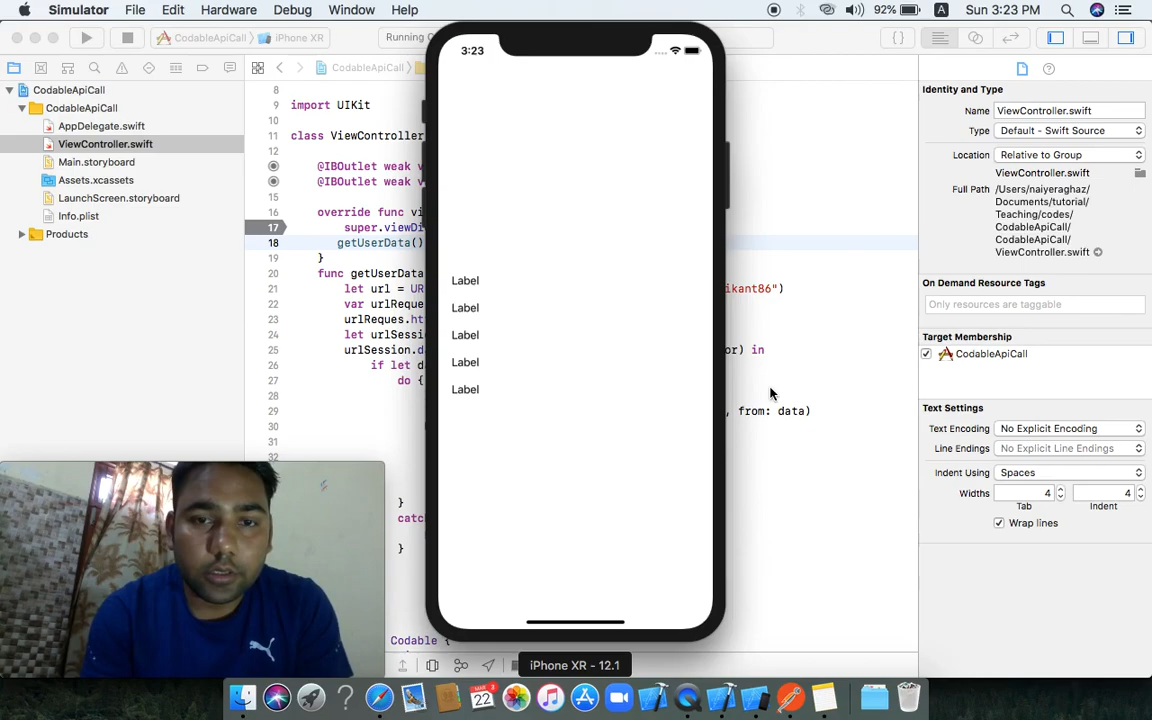 Simulator File Edit Hardware Debug Window Help 92% A Sun 3:23 PM
CodableApiCall iPhone XR Running
CodableApiCall
CodableApiCall
AppDelegate.swift
ViewController.swift
Main.storyboard
Assets.xcassets
LaunchScreen.storyboard
Info.plist
Products
CodableApiCall
8
9 import UIKit
10
11 class ViewController
12
@IBOutlet weak v
@IBOutlet weak v
15
16 override func vi
17 super.viewDi
18 getUserData()
19 }
20 func getUserData
21 let url = UR ikant86")
22 var urlReque
23 urlReques.ht
24 let urlSessi
25 urlSession.d or) in
26 if let d
27 do {
28
29 , from: data)
30
31
32
}
catc
}
Codable {
3:23
Label
Label
Label
Label
Label
iPhone XR - 12.1
Identity and Type
Name ViewController.swift
Type Default - Swift Source
Location Relative to Group
ViewController.swift
Full Path /Users/naiyeraghaz/
Documents/tutorial/
Teaching/codes/
CodableApiCall/
CodableApiCall/
ViewController.swift
On Demand Resource Tags
Only resources are taggable
Target Membership
CodableApiCall
Text Settings
Text Encoding No Explicit Encoding
Line Endings No Explicit Line Endings
Indent Using Spaces
Widths 4 4
Tab Indent
Wrap lines
MAR 3
22